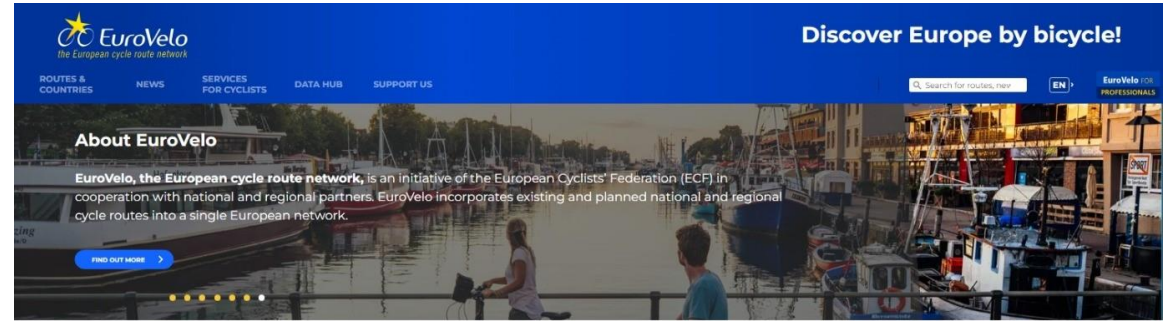 EuroVelo
the European cycle route network
Discover Europe by bicycle!
ROUTES &
COUNTRIES
NEWS
SERVICES
FOR CYCLISTS
DATA HUB
SUPPORT US
Search for routes, new
EN
EuroVelo FOR
PROFESSIONALS
About EuroVelo
EuroVelo, the European cycle route network, is an initiative of the European Cyclists' Federation (ECF) in
cooperation with national and regional partners. EuroVelo incorporates existing and planned national and regional
cycle routes into a single European network.
FIND OUT MORE
SPORT